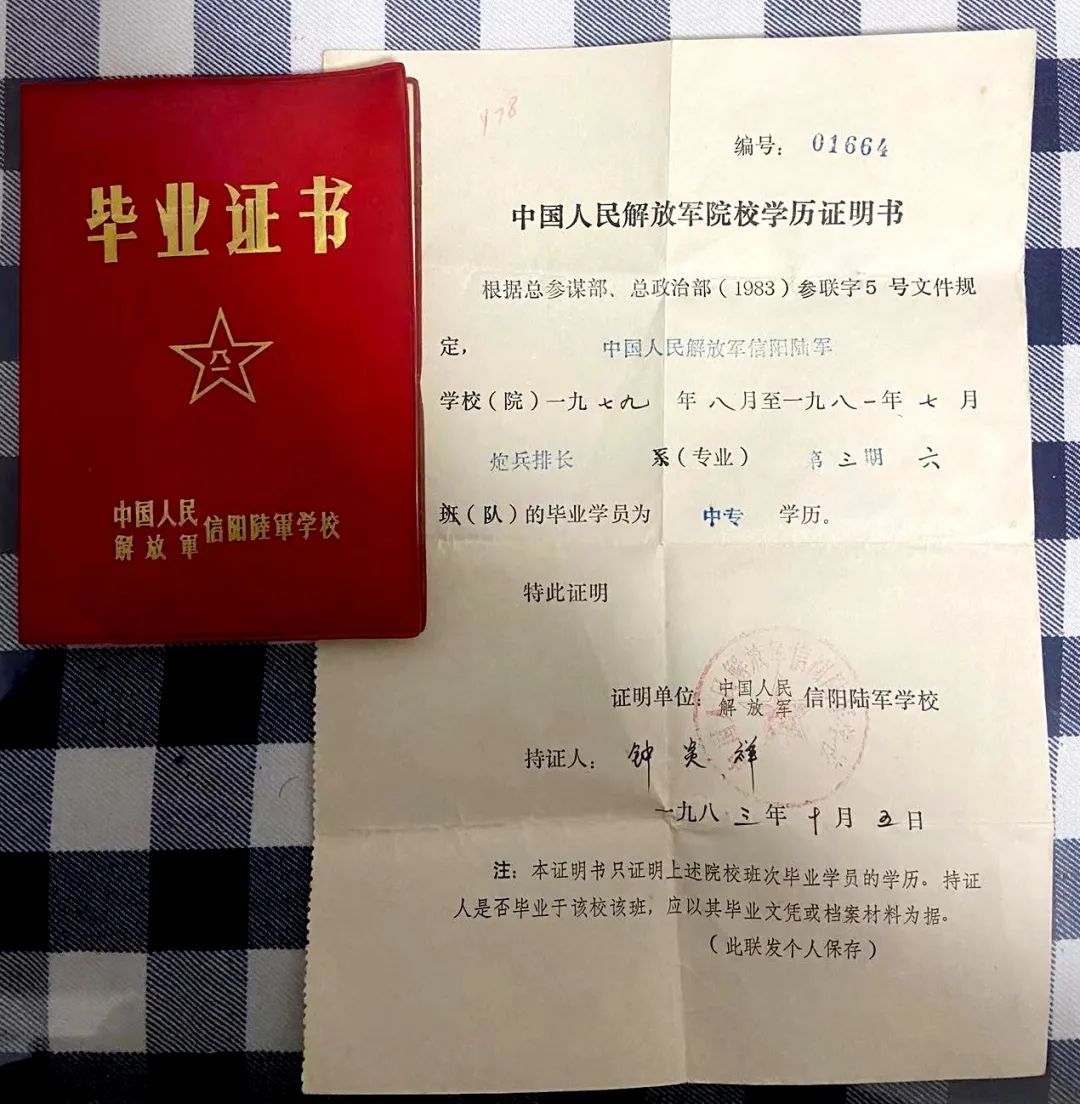 毕业证书
八一
中国人民
解放軍
信阳陸軍学校
478
编号：01664
中国人民解放军院校学历证明书
根据总参谋部、总政治部（1983）参联字5 号文件规
定，中国人民解放军信阳陆军
学校（院）一九七九年八月至一九八一年七月
炮兵排长系（专业）第三期六
班（队）的毕业学员为 中专 学历。
特此证明
证明单位：中国人民解放军 信阳陆军学校
持证人：钟炎祥
一九八三年十月五日
注：本证明书只证明上述院校班次毕业学员的学历。持证
人是否毕业于该校该班，应以其毕业文凭或档案材料为据。
（此联发个人保存）